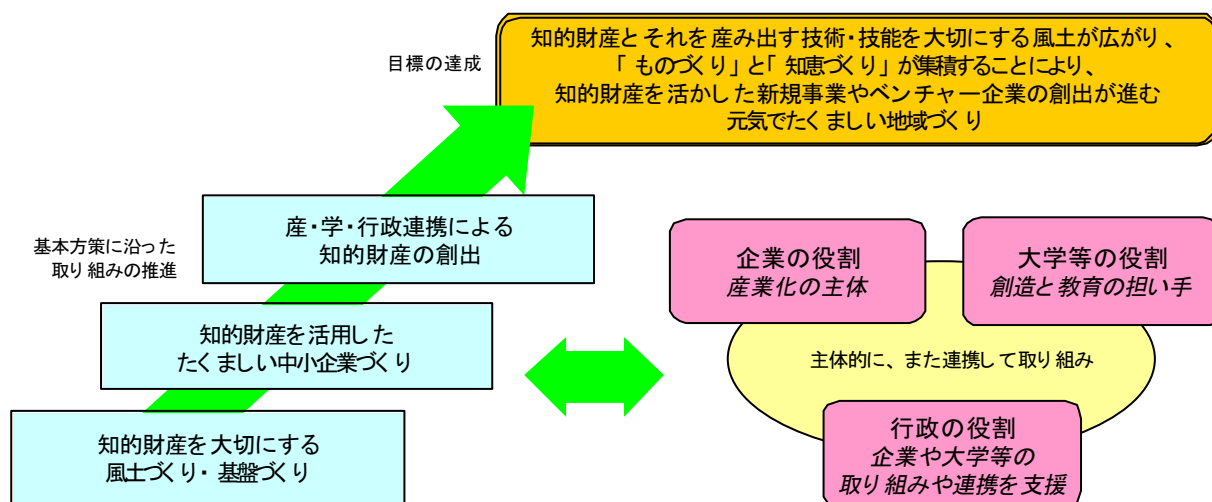 知的財産とそれを産み出す技術・技能を大切にする風土が広がり、
「ものづくり」と「知恵づくり」が集積することにより、
知的財産を活かした新規事業やベンチャー企業の創出が進む
元気でたくましい地域づくり
目標の達成
産・学・行政連携による
知的財産の創出
基本方策に沿った
取り組みの推進
知的財産を活用した
たくましい中小企業づくり
知的財産を大切にする
風土づくり・基盤づくり
企業の役割
産業化の主体
大学等の役割
創造と教育の担い手
主体的に、また連携して取り組み
行政の役割
企業や大学等の
取り組みや連携を支援